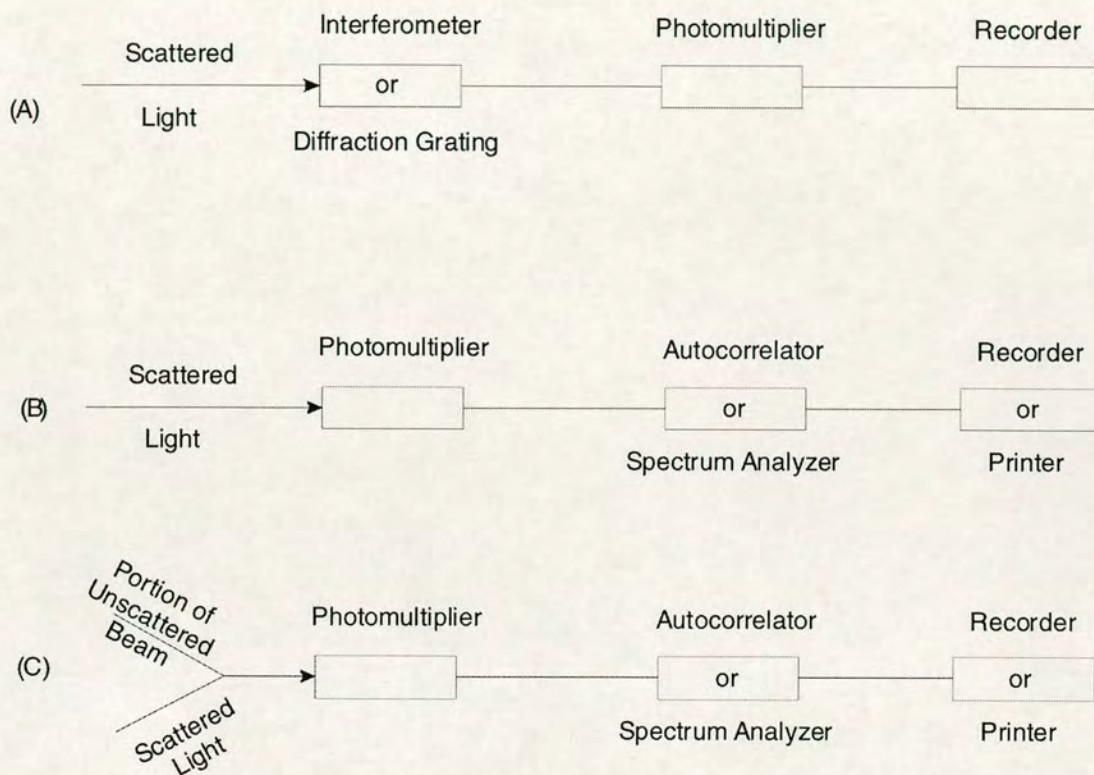 Interferometer
Photomultiplier
Recorder
Scattered
or
(A)
Light
Diffraction Grating
Photomultiplier
Autocorrelator
Recorder
Scattered
or
or
(B)
Light
Spectrum Analyzer
Printer
Portion of
Unscattered
Beam
Photomultiplier
Autocorrelator
Recorder
(C)
or
or
Scattered
Light
Spectrum Analyzer
Printer